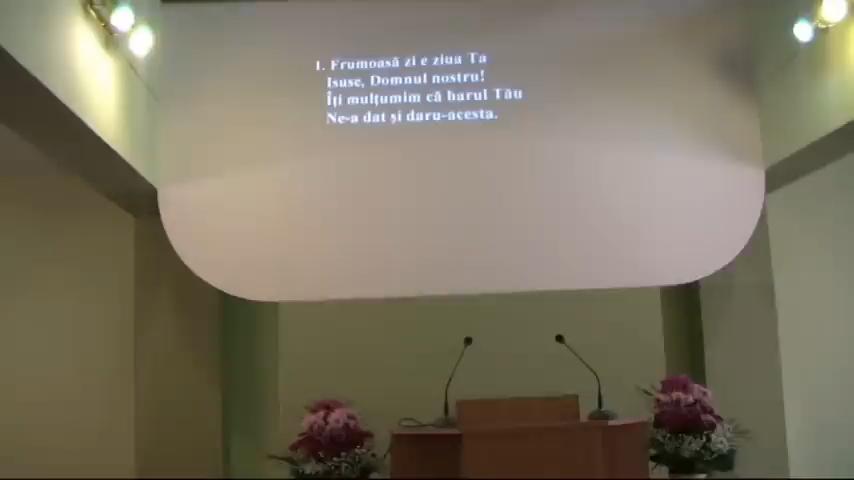 1. Frumoasă zi e ziua Ta
Isuse, Domnul nostru!
Îți mulțumim că harul Tău
Ne-a dat și daru-acesta.